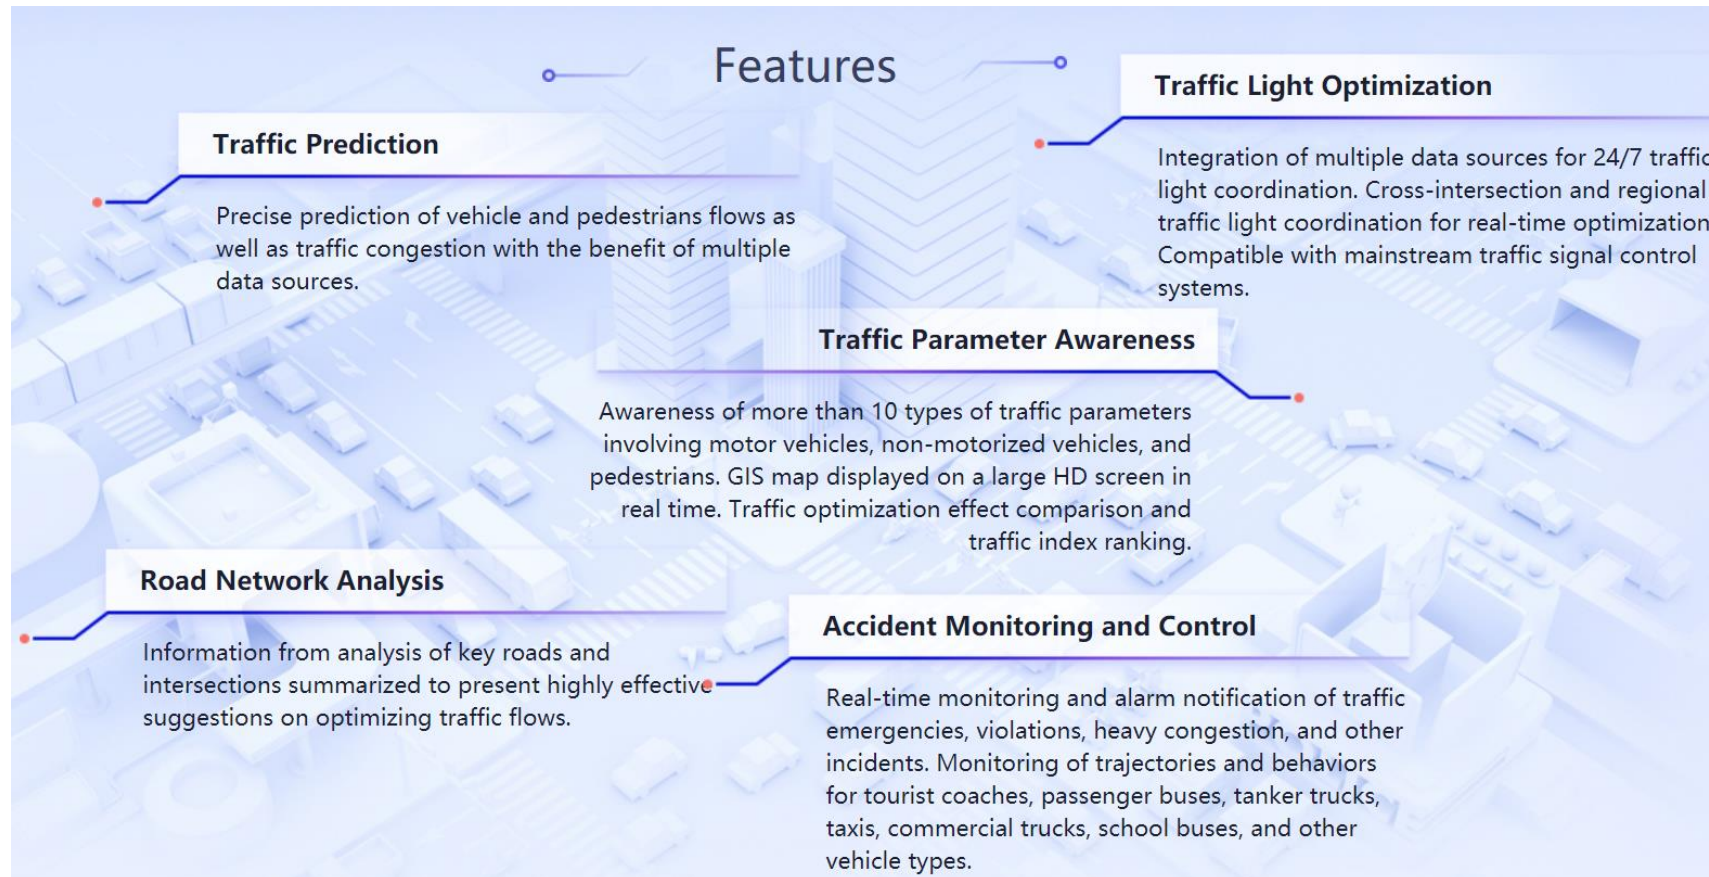 Features
Traffic Prediction
Precise prediction of vehicle and pedestrians flows as
well as traffic congestion with the benefit of multiple
data sources.
Traffic Light Optimization
Integration of multiple data sources for 24/7 traffic
light coordination. Cross-intersection and regional
traffic light coordination for real-time optimization
Compatible with mainstream traffic signal control
systems.
Traffic Parameter Awareness
Awareness of more than 10 types of traffic parameters
involving motor vehicles, non-motorized vehicles, and
pedestrians. GIS map displayed on a large HD screen in
real time. Traffic optimization effect comparison and
traffic index ranking.
Road Network Analysis
Information from analysis of key roads and
intersections summarized to present highly effective
suggestions on optimizing traffic flows.
Accident Monitoring and Control
Real-time monitoring and alarm notification of traffic
emergencies, violations, heavy congestion, and other
incidents. Monitoring of trajectories and behaviors
for tourist coaches, passenger buses, tanker trucks,
taxis, commercial trucks, school buses, and other
vehicle types.